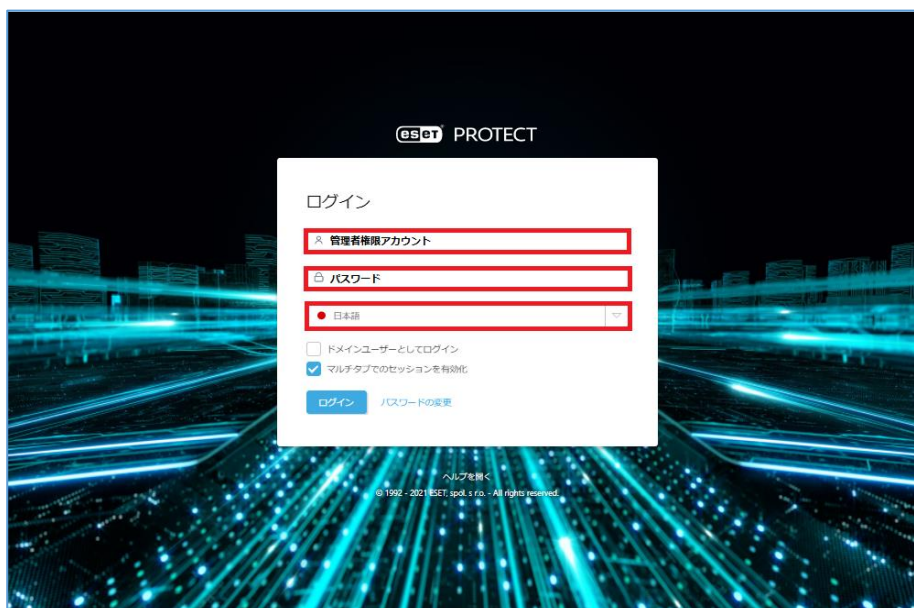 eset PROTECT
ログイン
管理者権限アカウント
パスワード
日本語
ドメインユーザーとしてログイン
マルチタブでのセッションを有効化
ログイン パスワードの変更
ヘルプを開く
© 1992 - 2021 ESET, spol. s r.o. - All rights reserved.